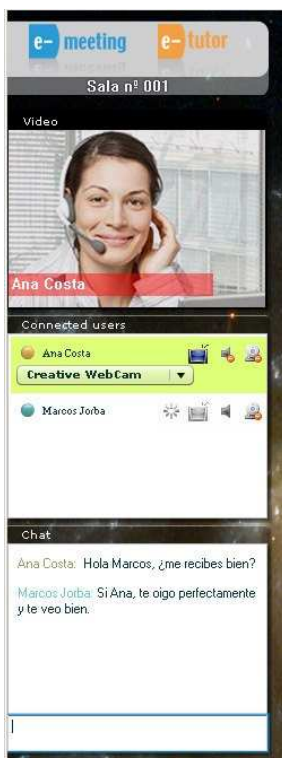 e- meeting e- tutor
Sala nº 001
Video
Ana Costa
Connected users
Ana Costa
Creative WebCam
Marcos Jorba
Chat
Ana Costa: Hola Marcos, ¿me recibes bien?
Marcos Jorba: Si Ana, te oigo perfectamente
y te veo bien.